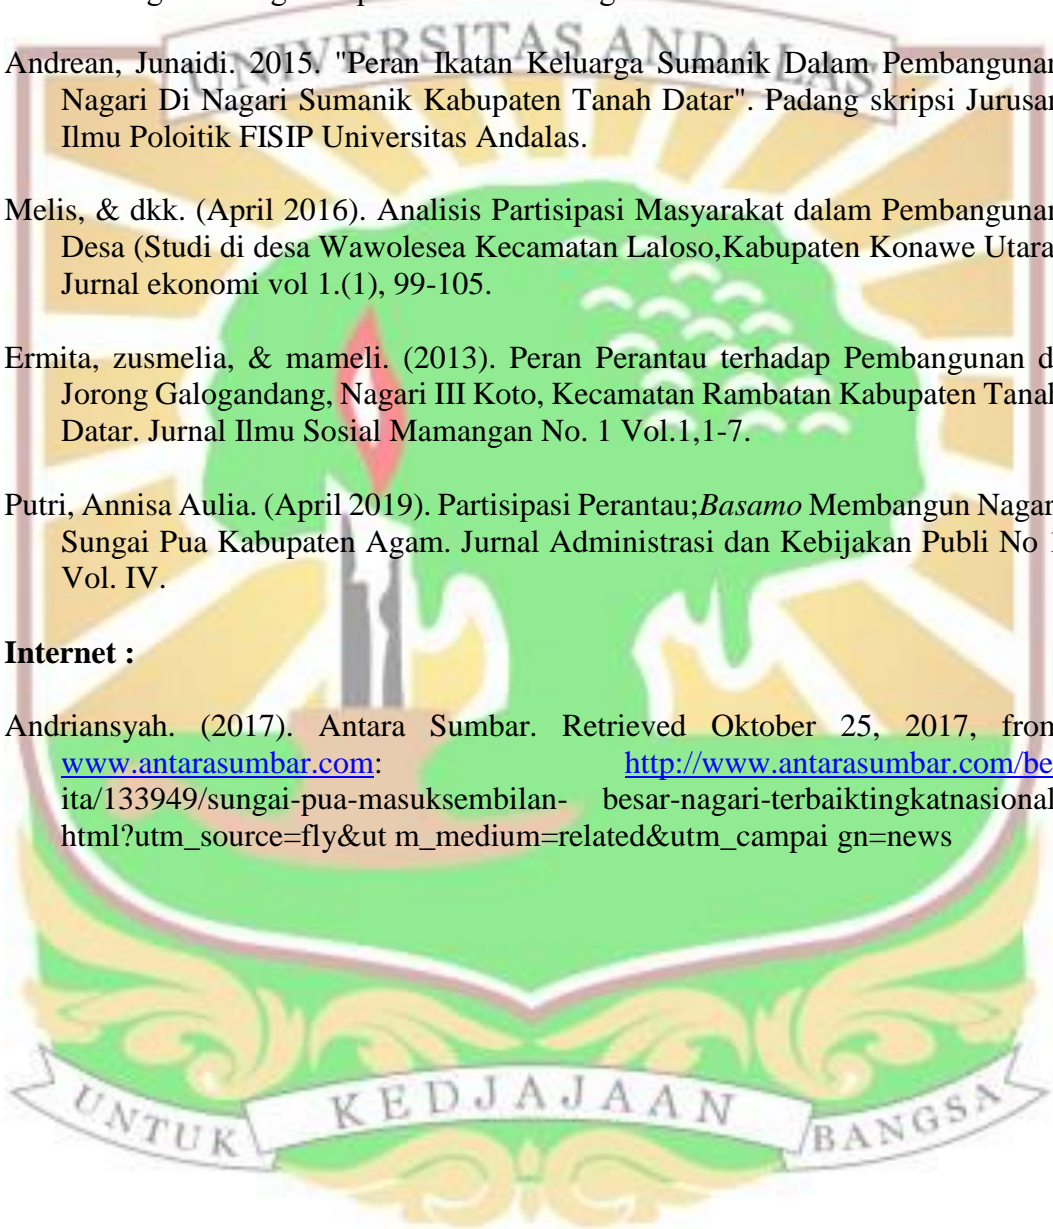 UNIVERSITAS ANDALAS
Andrean, Junaidi. 2015. "Peran Ikatan Keluarga Sumanik Dalam Pembangunan
Nagari Di Nagari Sumanik Kabupaten Tanah Datar". Padang skripsi Jurusan
Ilmu Poloitik FISIP Universitas Andalas.
Melis, & dkk. (April 2016). Analisis Partisipasi Masyarakat dalam Pembangunan
Desa (Studi di desa Wawolesea Kecamatan Laloso,Kabupaten Konawe Utara
Jurnal ekonomi vol 1.(1), 99-105.
Ermita, zusmelia, & mameli. (2013). Peran Perantau terhadap Pembangunan di
Jorong Galogandang, Nagari III Koto, Kecamatan Rambatan Kabupaten Tanah
Datar. Jurnal Ilmu Sosial Mamangan No. 1 Vol.1,1-7.
Putri, Annisa Aulia. (April 2019). Partisipasi Perantau;Basamo Membangun Nagari
Sungai Pua Kabupaten Agam. Jurnal Administrasi dan Kebijakan Publi No 1
Vol. IV.
Internet :
Andriansyah. (2017). Antara Sumbar. Retrieved Oktober 25, 2017, from
www.antarasumbar.com: http://www.antarasumbar.com/ber
ita/133949/sungai-pua-masuksembilan- besar-nagari-terbaiktingkatnasional.
html?utm_source=fly&ut m_medium=related&utm_campai gn=news
UNTUK KEDJAJAAN BANGSA